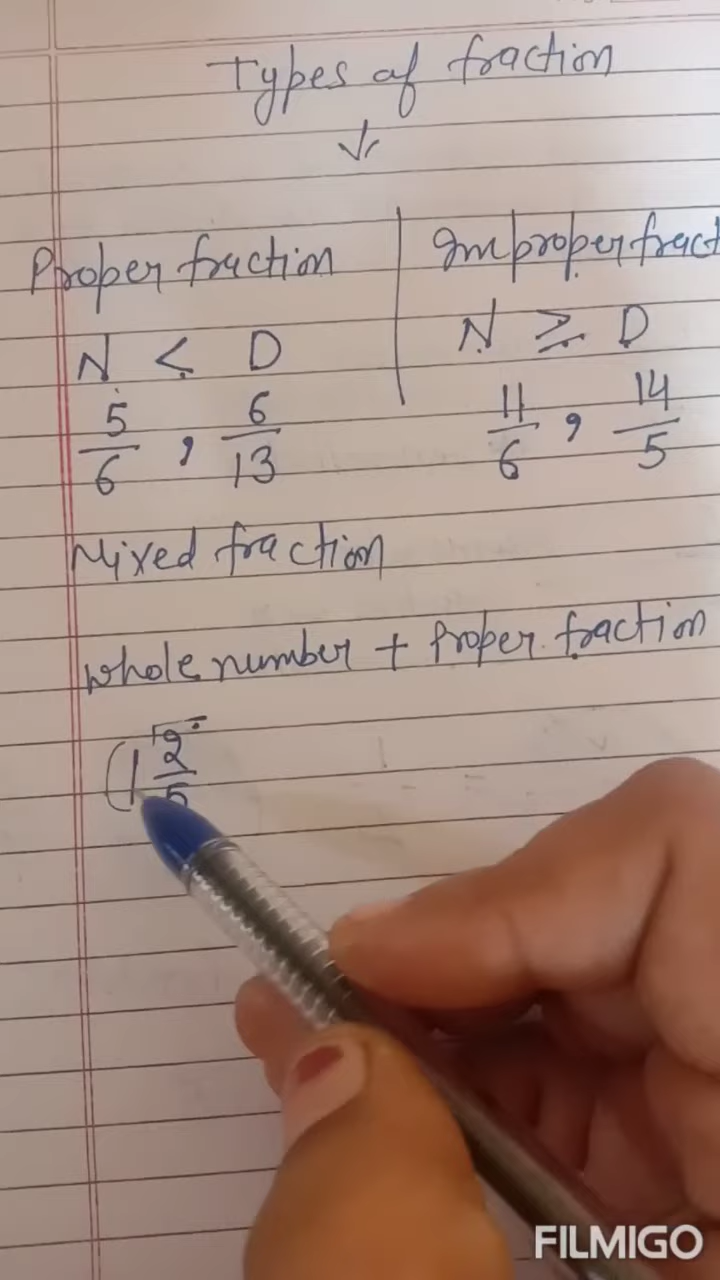 Types of fraction
Proper fraction
N < D
5/6 , 6/13
Improper fract
N ≥ D
11/6 , 14/5
Mixed fraction
whole number + Proper fraction
(1 2/5
FILMIGO